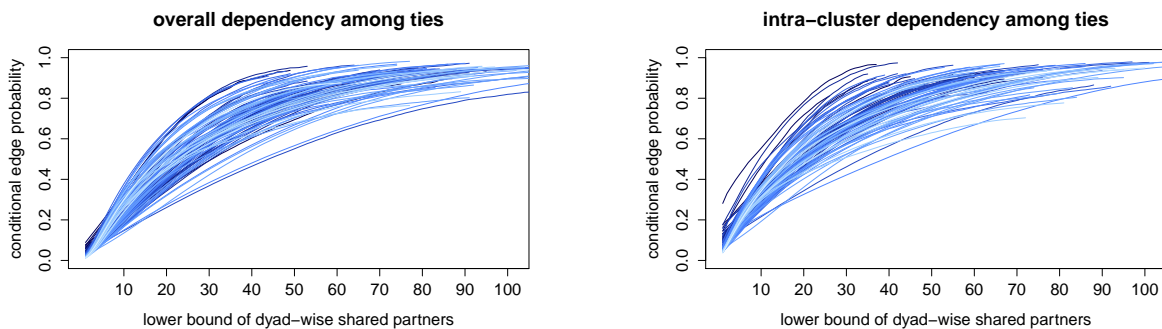 overall dependency among ties
conditional edge probability
1.0
0.8
0.6
0.4
0.2
0.0
10 20 30 40 50 60 70 80 90 100
lower bound of dyad−wise shared partners
intra−cluster dependency among ties
conditional edge probability
1.0
0.8
0.6
0.4
0.2
0.0
10 20 30 40 50 60 70 80 90 100
lower bound of dyad−wise shared partners